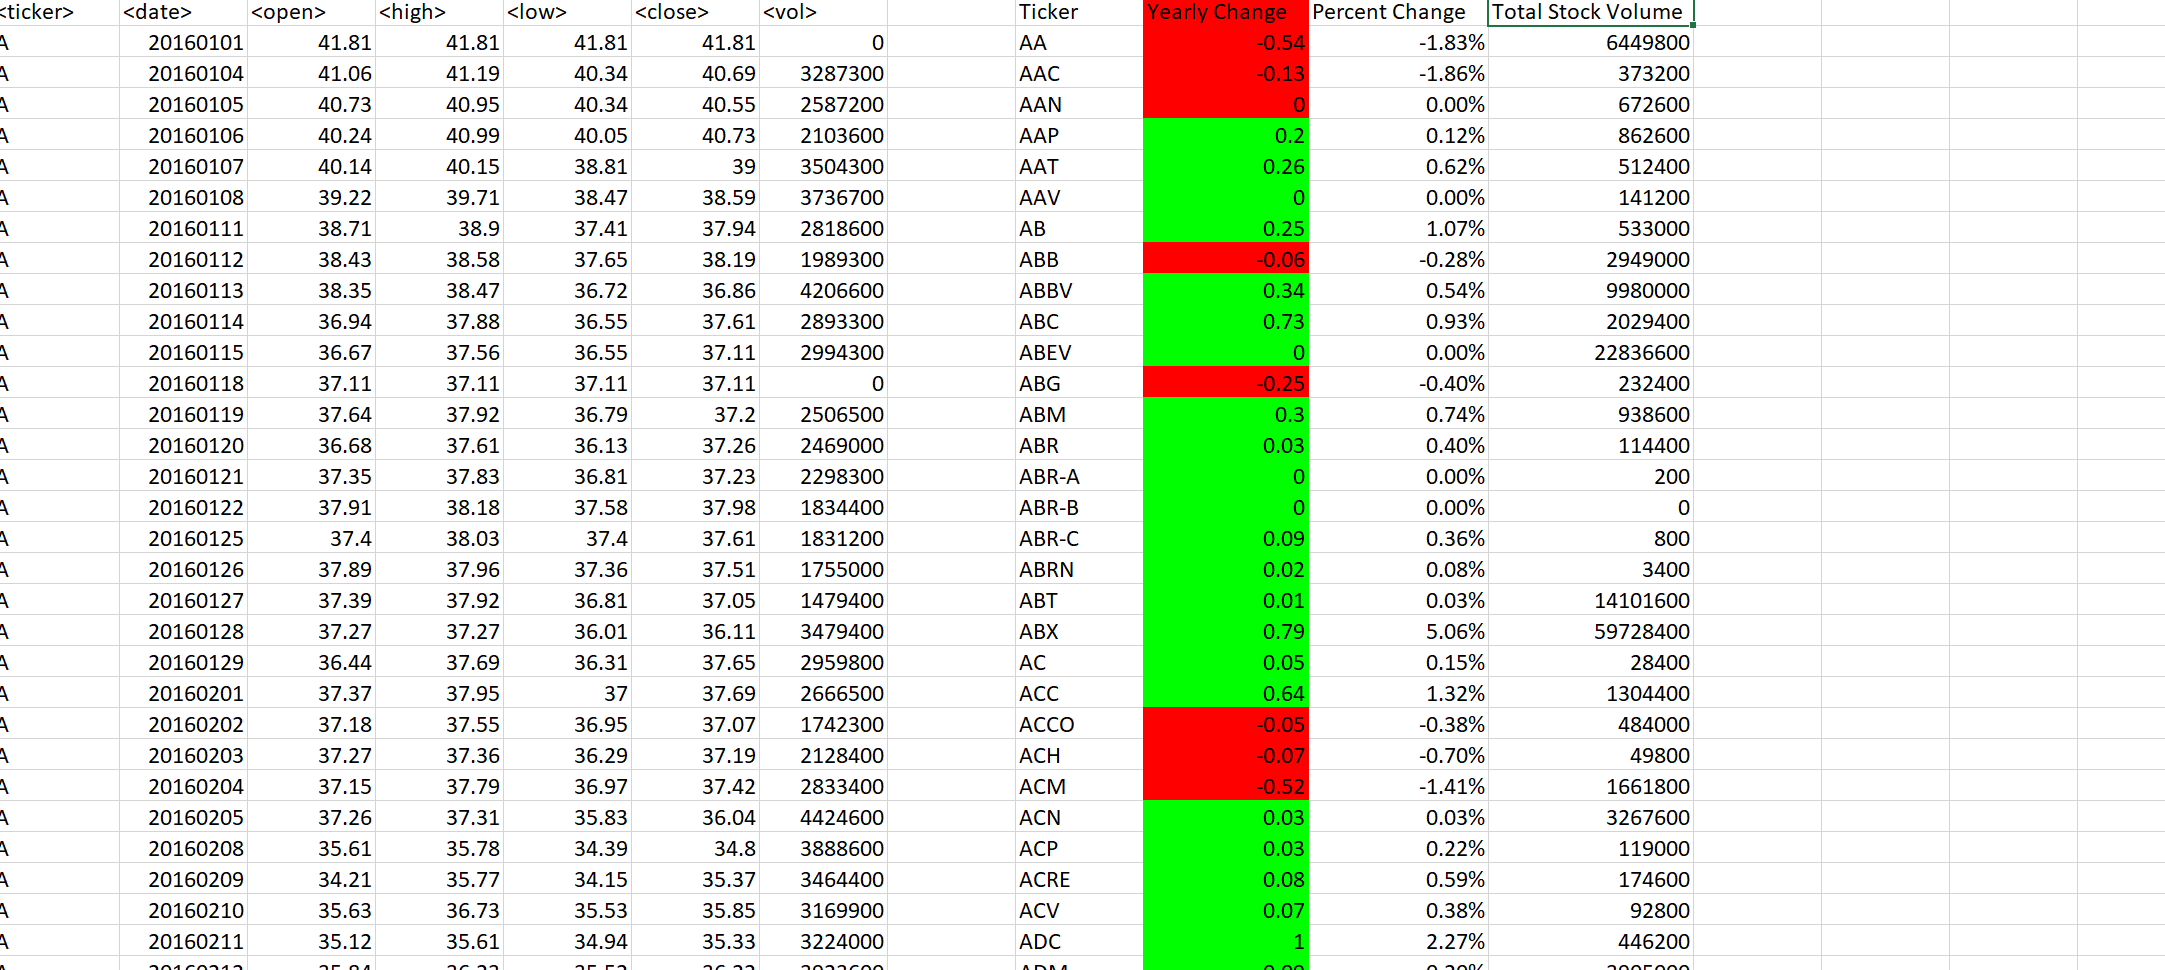 <ticker> <date> <open> <high> <low> <close> <vol> Ticker Yearly Change Percent Change Total Stock Volume
A 20160101 41.81 41.81 41.81 41.81 0 AA -0.54 -1.83% 6449800
A 20160104 41.06 41.19 40.34 40.69 3287300 AAC -0.13 -1.86% 373200
A 20160105 40.73 40.95 40.34 40.55 2587200 AAN 0 0.00% 672600
A 20160106 40.24 40.99 40.05 40.73 2103600 AAP 0.2 0.12% 862600
A 20160107 40.14 40.15 38.81 39 3504300 AAT 0.26 0.62% 512400
A 20160108 39.22 39.71 38.47 38.59 3736700 AAV 0 0.00% 141200
A 20160111 38.71 38.9 37.41 37.94 2818600 AB 0.25 1.07% 533000
A 20160112 38.43 38.58 37.65 38.19 1989300 ABB -0.06 -0.28% 2949000
A 20160113 38.35 38.47 36.72 36.86 4206600 ABBV 0.34 0.54% 9980000
A 20160114 36.94 37.88 36.55 37.61 2893300 ABC 0.73 0.93% 2029400
A 20160115 36.67 37.56 36.55 37.11 2994300 ABEV 0 0.00% 22836600
A 20160118 37.11 37.11 37.11 37.11 0 ABG -0.25 -0.40% 232400
A 20160119 37.64 37.92 36.79 37.2 2506500 ABM 0.3 0.74% 938600
A 20160120 36.68 37.61 36.13 37.26 2469000 ABR 0.03 0.40% 114400
A 20160121 37.35 37.83 36.81 37.23 2298300 ABR-A 0 0.00% 200
A 20160122 37.91 38.18 37.58 37.98 1834400 ABR-B 0 0.00% 0
A 20160125 37.4 38.03 37.4 37.61 1831200 ABR-C 0.09 0.36% 800
A 20160126 37.89 37.96 37.36 37.51 1755000 ABRN 0.02 0.08% 3400
A 20160127 37.39 37.92 36.81 37.05 1479400 ABT 0.01 0.03% 14101600
A 20160128 37.27 37.27 36.01 36.11 3479400 ABX 0.79 5.06% 59728400
A 20160129 36.44 37.69 36.31 37.65 2959800 AC 0.05 0.15% 28400
A 20160201 37.37 37.95 37 37.69 2666500 ACC 0.64 1.32% 1304400
A 20160202 37.18 37.55 36.95 37.07 1742300 ACCO -0.05 -0.38% 484000
A 20160203 37.27 37.36 36.29 37.19 2128400 ACH -0.07 -0.70% 49800
A 20160204 37.15 37.79 36.97 37.42 2833400 ACM -0.52 -1.41% 1661800
A 20160205 37.26 37.31 35.83 36.04 4424600 ACN 0.03 0.03% 3267600
A 20160208 35.61 35.78 34.39 34.8 3888600 ACP 0.03 0.22% 119000
A 20160209 34.21 35.77 34.15 35.37 3464400 ACRE 0.08 0.59% 174600
A 20160210 35.63 36.73 35.53 35.85 3169900 ACV 0.07 0.38% 92800
A 20160211 35.12 35.61 34.94 35.33 3224000 ADC 1 2.27% 446200